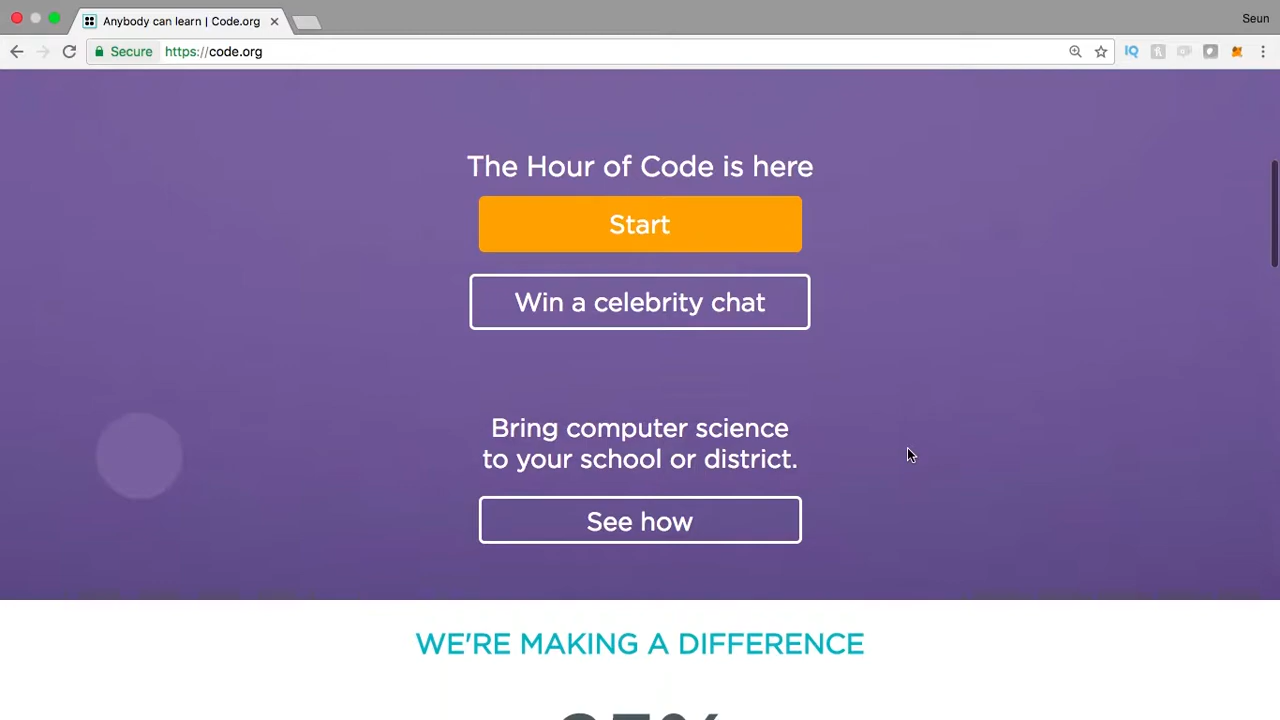 Anybody can learn | Code.org
Seun
Secure https://code.org
IQ
The Hour of Code is here
Start
Win a celebrity chat
Bring computer science
to your school or district.
See how
WE'RE MAKING A DIFFERENCE